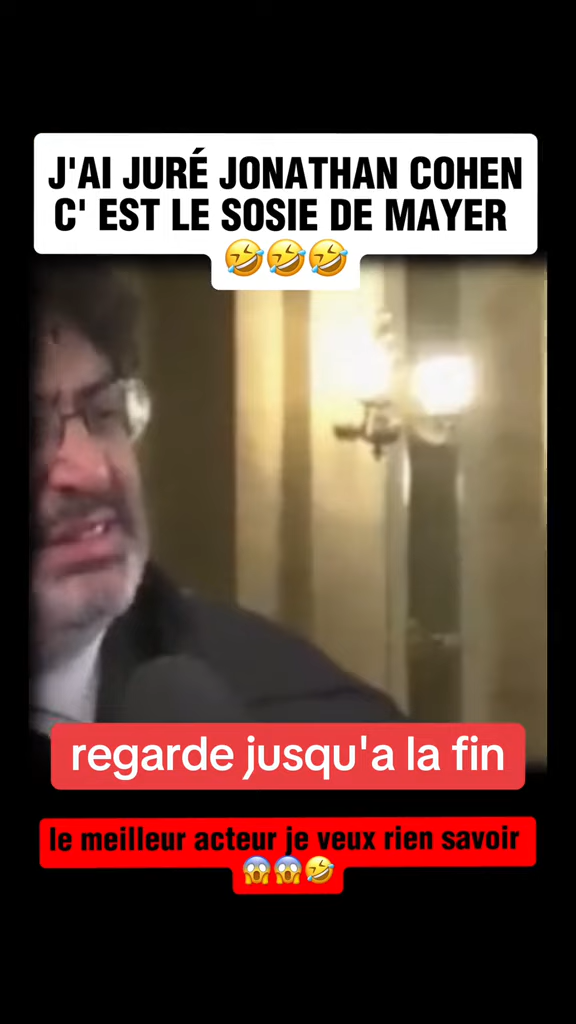 J'AI JURÉ JONATHAN COHEN
C' EST LE SOSIE DE MAYER
🤣🤣🤣
regarde jusqu'a la fin
le meilleur acteur je veux rien savoir
😱😱🤣